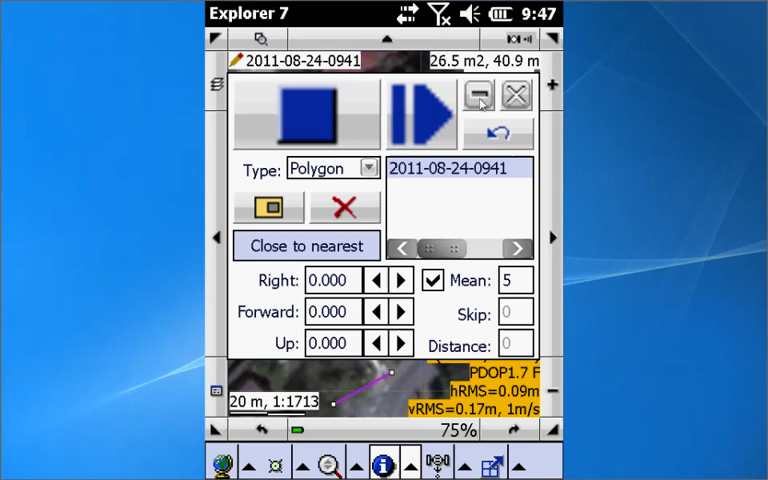 Explorer 7 9:47
2011-08-24-0941 26.5 m2, 40.9 m
Type: Polygon 2011-08-24-0941
Close to nearest
Right: 0.000 Mean: 5
Forward: 0.000 Skip: 0
Up: 0.000 Distance: 0
PDOP1.7 F
hRMS=0.09m
20 m, 1:1713 vRMS=0.17m, 1m/s
75%